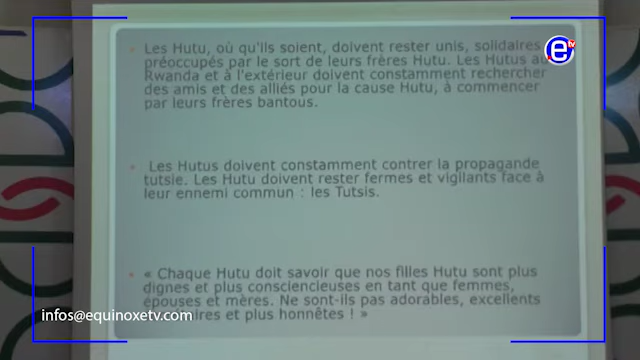 Les Hutu, où qu'ils soient, doivent rester unis, solidaires
préoccupés par le sort de leurs frères Hutu. Les Hutus au
Rwanda et à l'extérieur doivent constamment rechercher
des amis et des alliés pour la cause Hutu, à commencer
par leurs frères bantous.
Les Hutus doivent constamment contrer la propagande
tutsie. Les Hutu doivent rester fermes et vigilants face à
leur ennemi commun : les Tutsis.
« Chaque Hutu doit savoir que nos filles Hutu sont plus
dignes et plus consciencieuses en tant que femmes,
épouses et mères. Ne sont-ils pas adorables, excellents
et plus honnêtes ! »
infos@equinoxetv.com
e tv